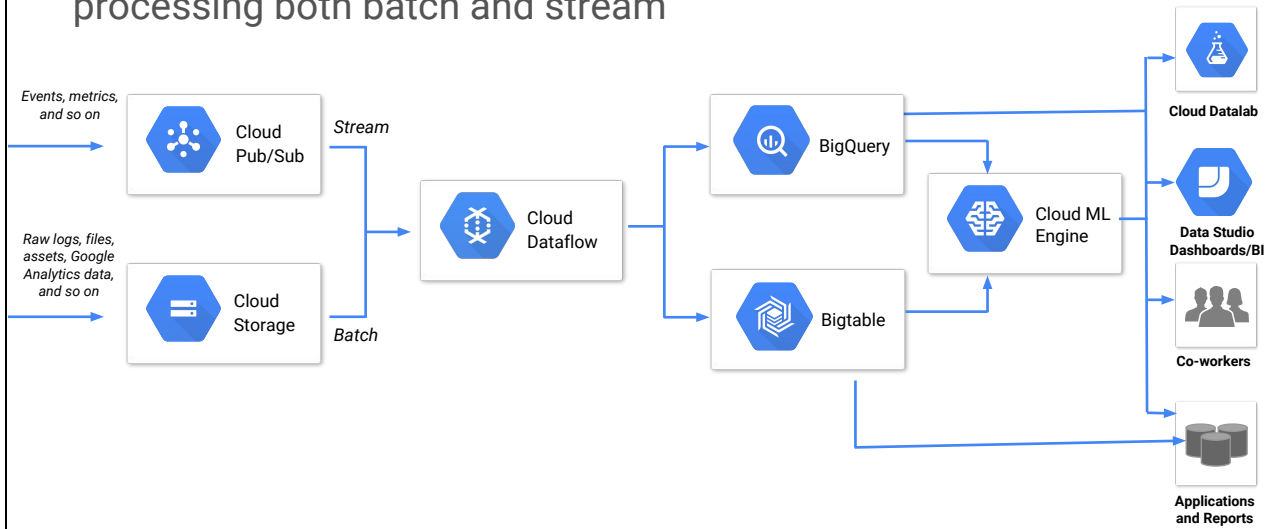 processing both batch and stream
Events, metrics,
and so on
Cloud
Pub/Sub
Stream
Raw logs, files,
assets, Google
Analytics data,
and so on
Cloud
Storage
Batch
Cloud
Dataflow
BigQuery
Bigtable
Cloud ML
Engine
Cloud Datalab
Data Studio
Dashboards/BI
Co-workers
Applications
and Reports